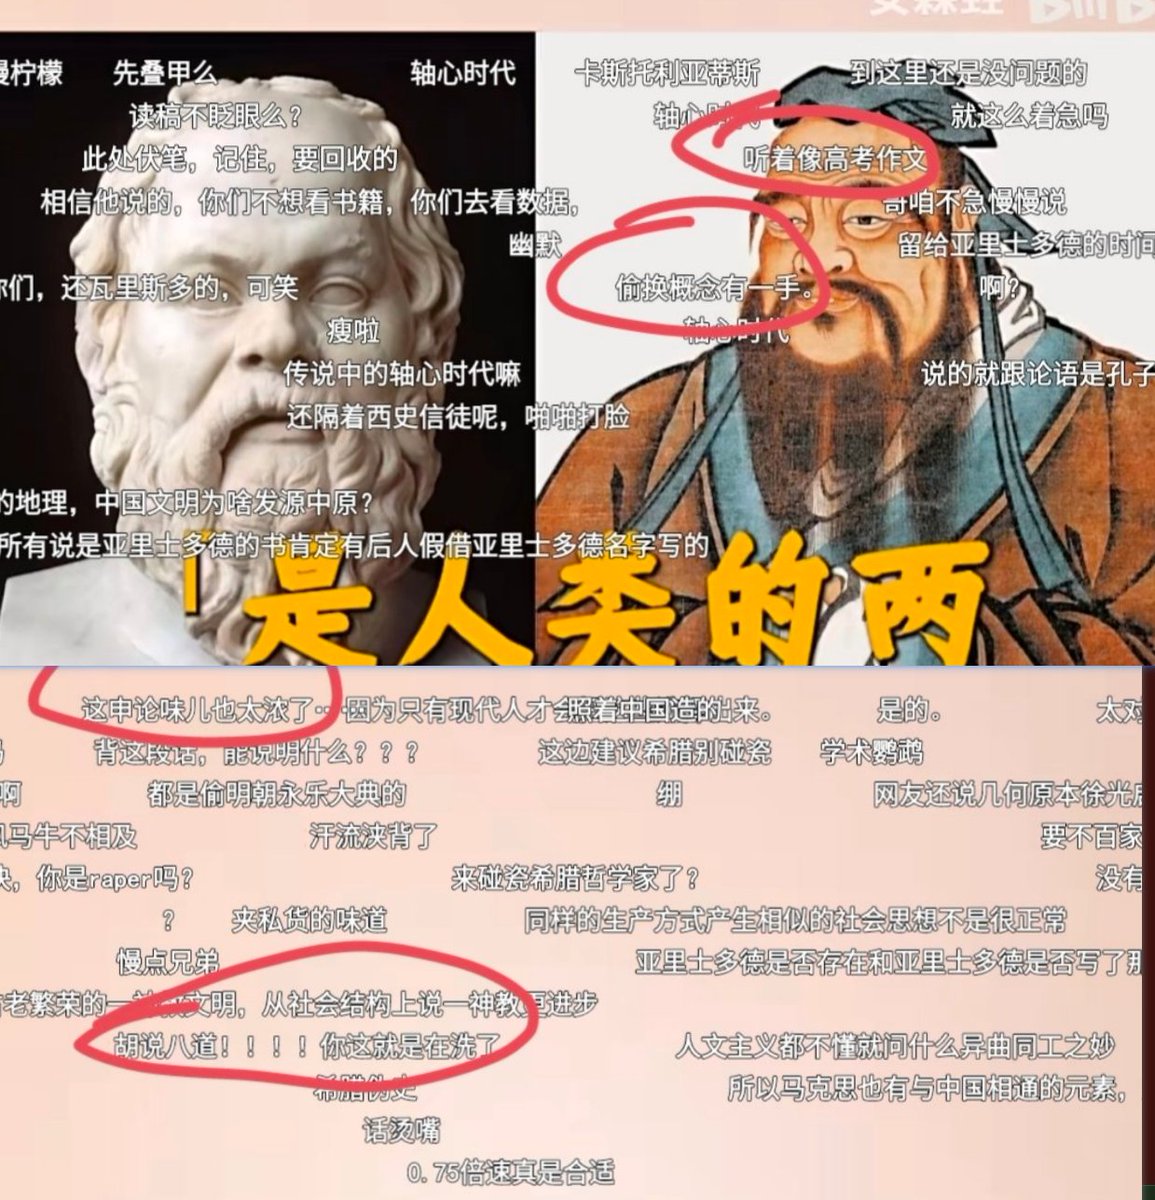 慢柠檬 先叠甲么 轴心时代 卡斯托利亚蒂斯 到这里还是没问题的
读稿不眨眼么？ 轴心时代 就这么着急吗
此处伏笔，记住，要回收的 听着像高考作文
相信他说的，你们不想看书籍，你们去看数据， 哥咱不急慢慢说
幽默 留给亚里士多德的时间
你们，还瓦里斯多的，可笑 偷换概念有一手。 啊？
瘦啦 轴心时代
传说中的轴心时代嘛 说的就跟论语是孔子
还隔着西史信徒呢，啪啪打脸
的地理，中国文明为啥发源中原？
所有说是亚里士多德的书肯定有后人假借亚里士多德名字写的
是人类的两
这申论味儿也太浓了 因为只有现代人才会 照着中国造的 出来。 是的。 太对
背这段话，能说明什么？？？ 这边建议希腊别碰瓷 学术鹦鹉
啊 都是偷明朝永乐大典的 绷 网友还说几何原本徐光启
风马牛不相及 汗流浃背了 要不百家
快，你是raper吗？ 来碰瓷希腊哲学家了？ 没有
？ 夹私货的味道 同样的生产方式产生相似的社会思想不是很正常
慢点兄弟 亚里士多德是否存在和亚里士多德是否写了那
老繁荣的一神教文明，从社会结构上说一神教更进步
胡说八道！！！！你这就是在洗了 人文主义都不懂就问什么异曲同工之妙
希腊伪史 所以马克思也有与中国相通的元素，
话烫嘴
0.75倍速真是合适